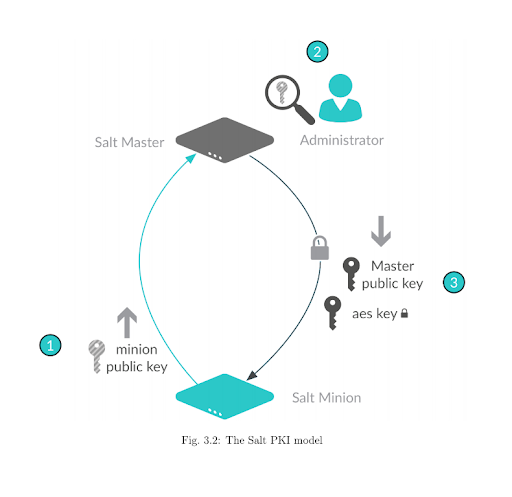 2
Salt Master
Administrator
Master
public key
3
aes key
1
minion
public key
Salt Minion
Fig. 3.2: The Salt PKI model